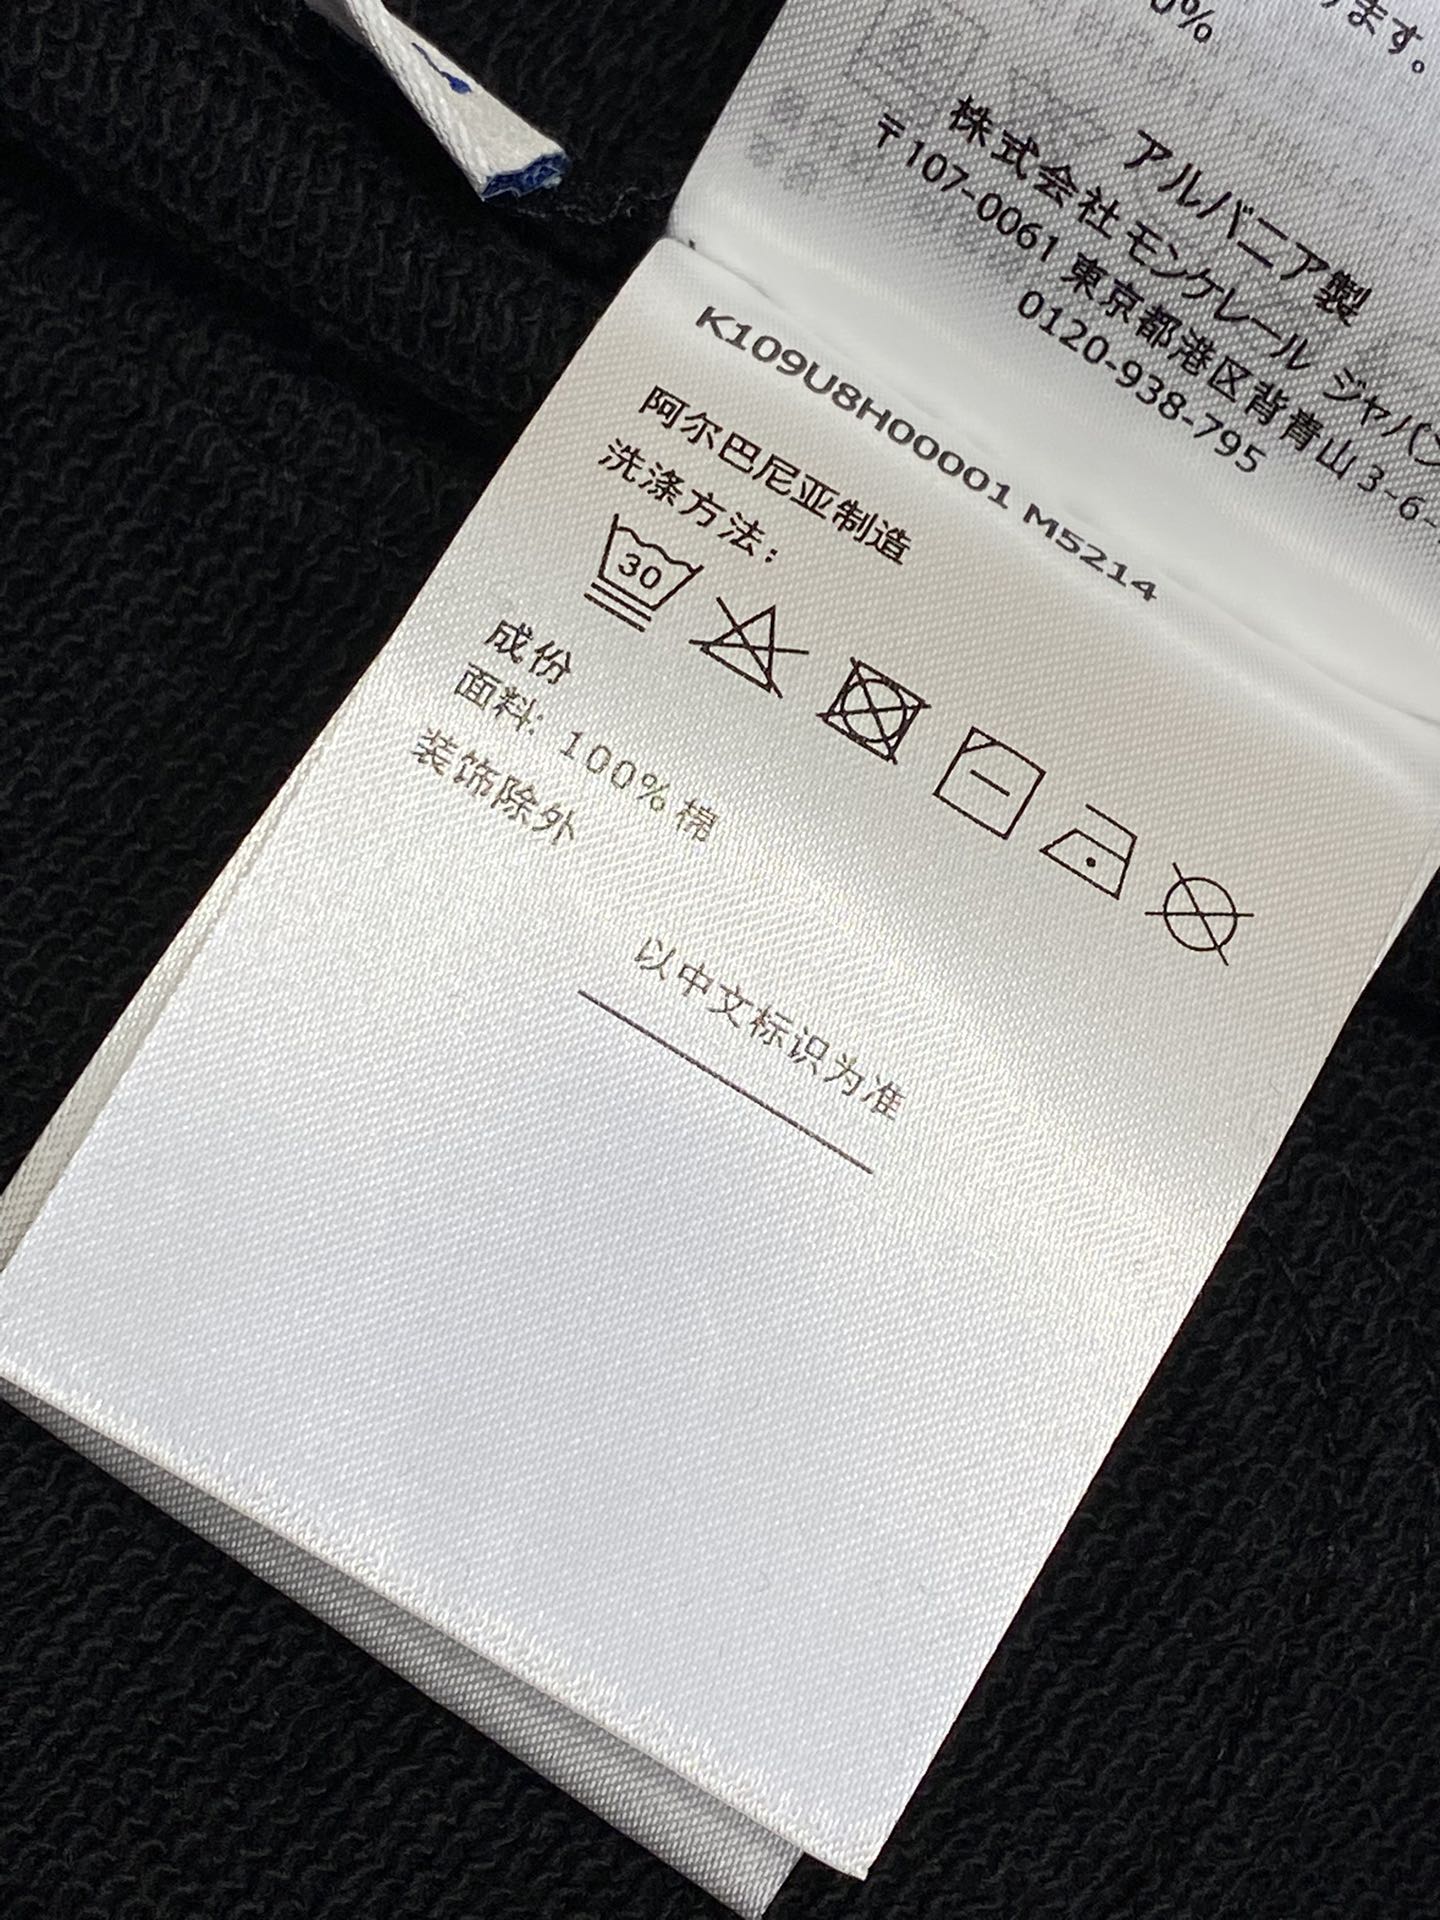 ます。
0%
アルバニア製
株式会社 モンクレール ジャパン
〒107-0061 東京都港区背青山 3-6-
0120-938-795
K109U8H00001 M5214
阿尔巴尼亚制造
洗涤方法：
30
成份
面料: 100% 棉
装饰除外
以中文标识为准